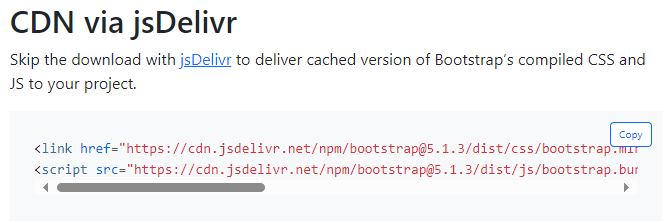 CDN via jsDelivr
Skip the download with jsDelivr to deliver cached version of Bootstrap’s compiled CSS and
JS to your project.
Copy
<link href="https://cdn.jsdelivr.net/npm/bootstrap@5.1.3/dist/css/bootstrap.min
<script src="https://cdn.jsdelivr.net/npm/bootstrap@5.1.3/dist/js/bootstrap.bun